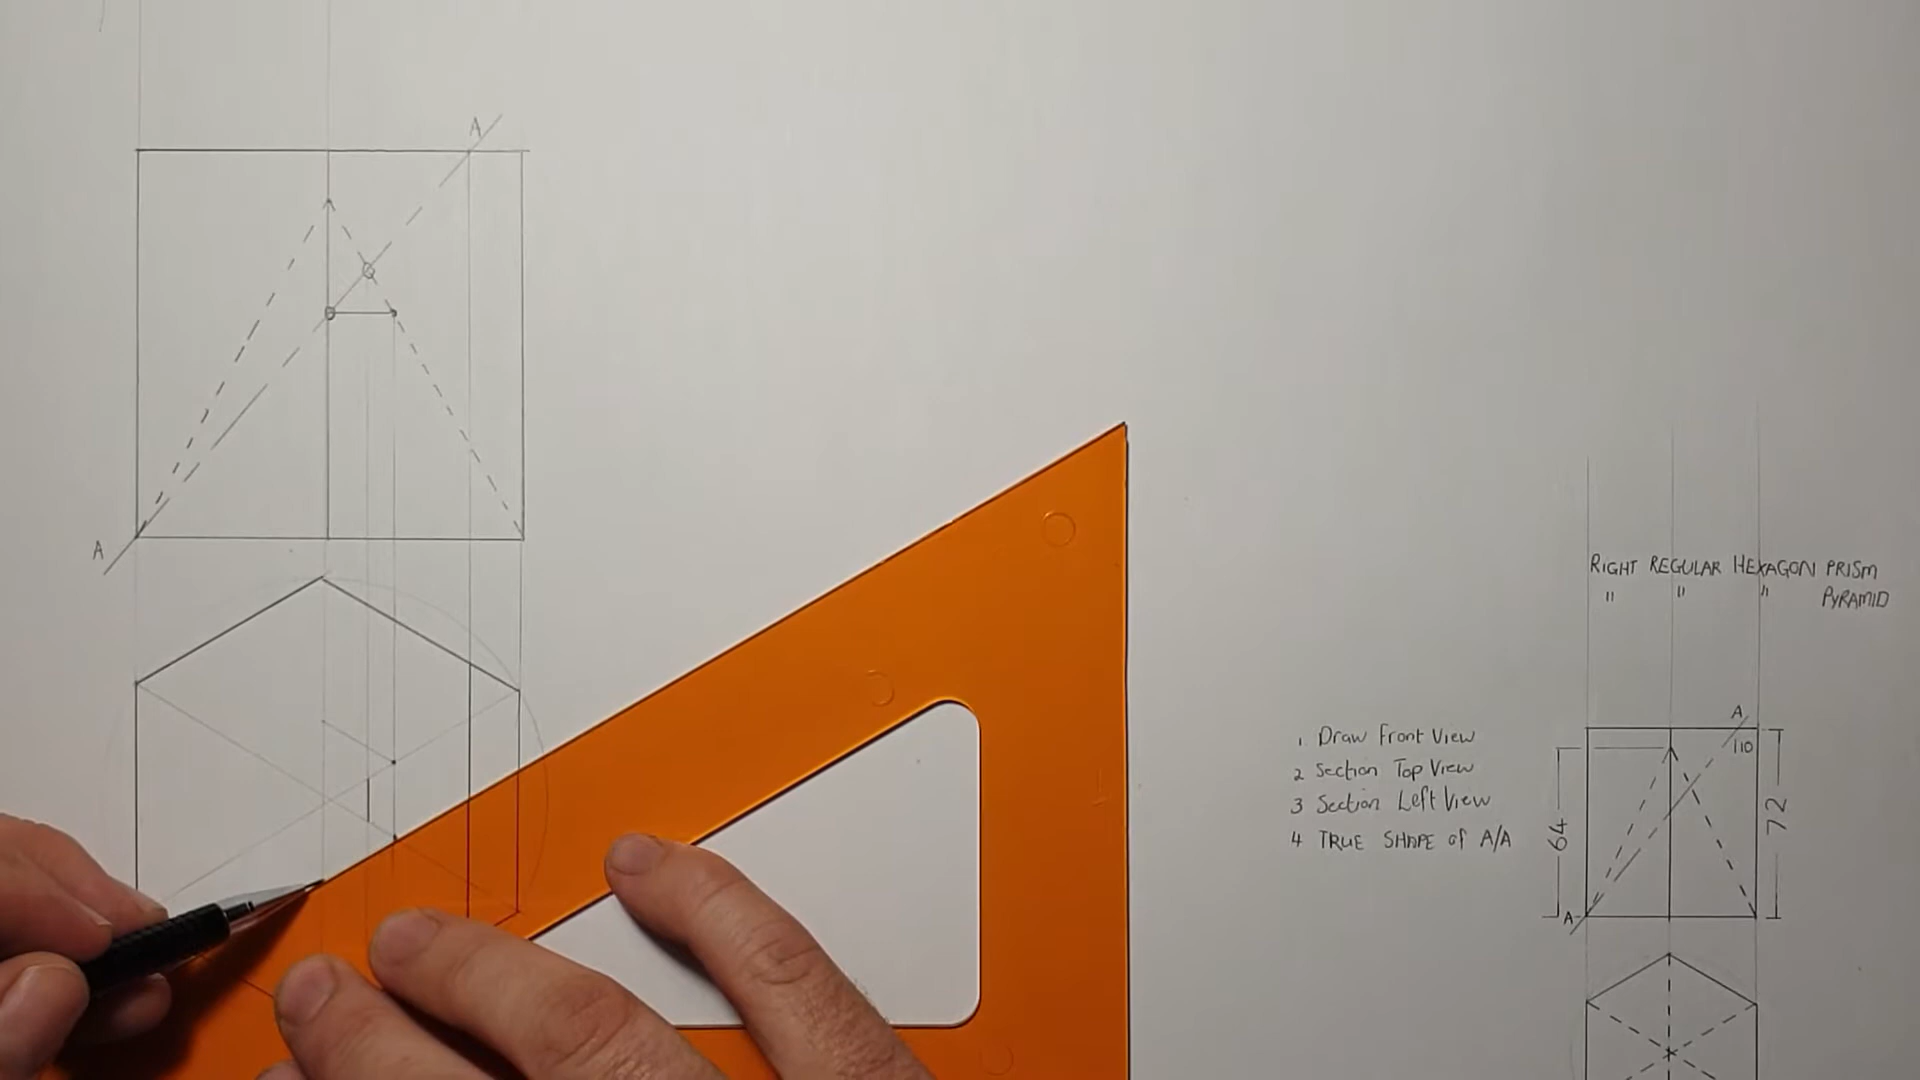 A
A
RIGHT REGULAR HEXAGON PRISM
" " " PYRAMID
1 Draw Front View
2 Section Top View
3 Section Left View
4 TRUE SHAPE of A/A
A
110
64
72
A